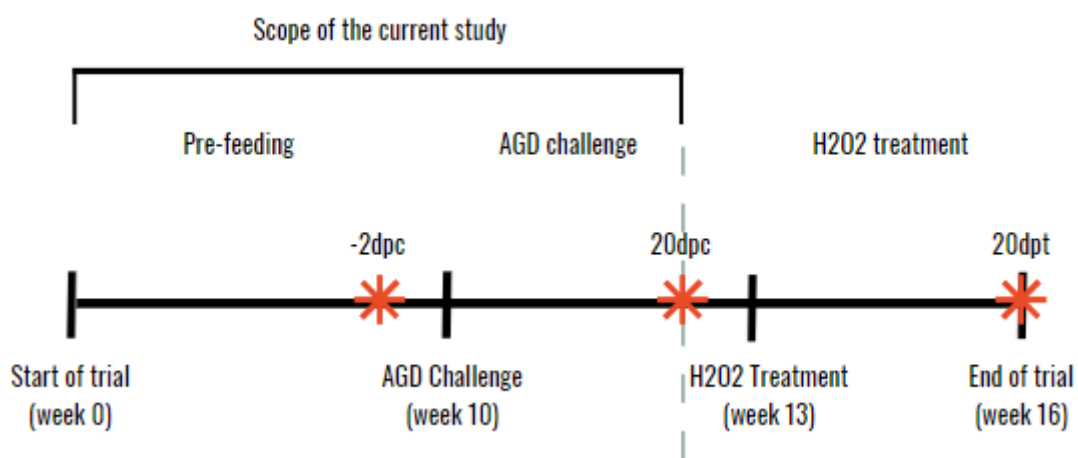 Scope of the current study
Pre-feeding
AGD challenge
H2O2 treatment
-2dpc
20dpc
20dpt
Start of trial
(week 0)
AGD Challenge
(week 10)
H2O2 Treatment
(week 13)
End of trial
(week 16)